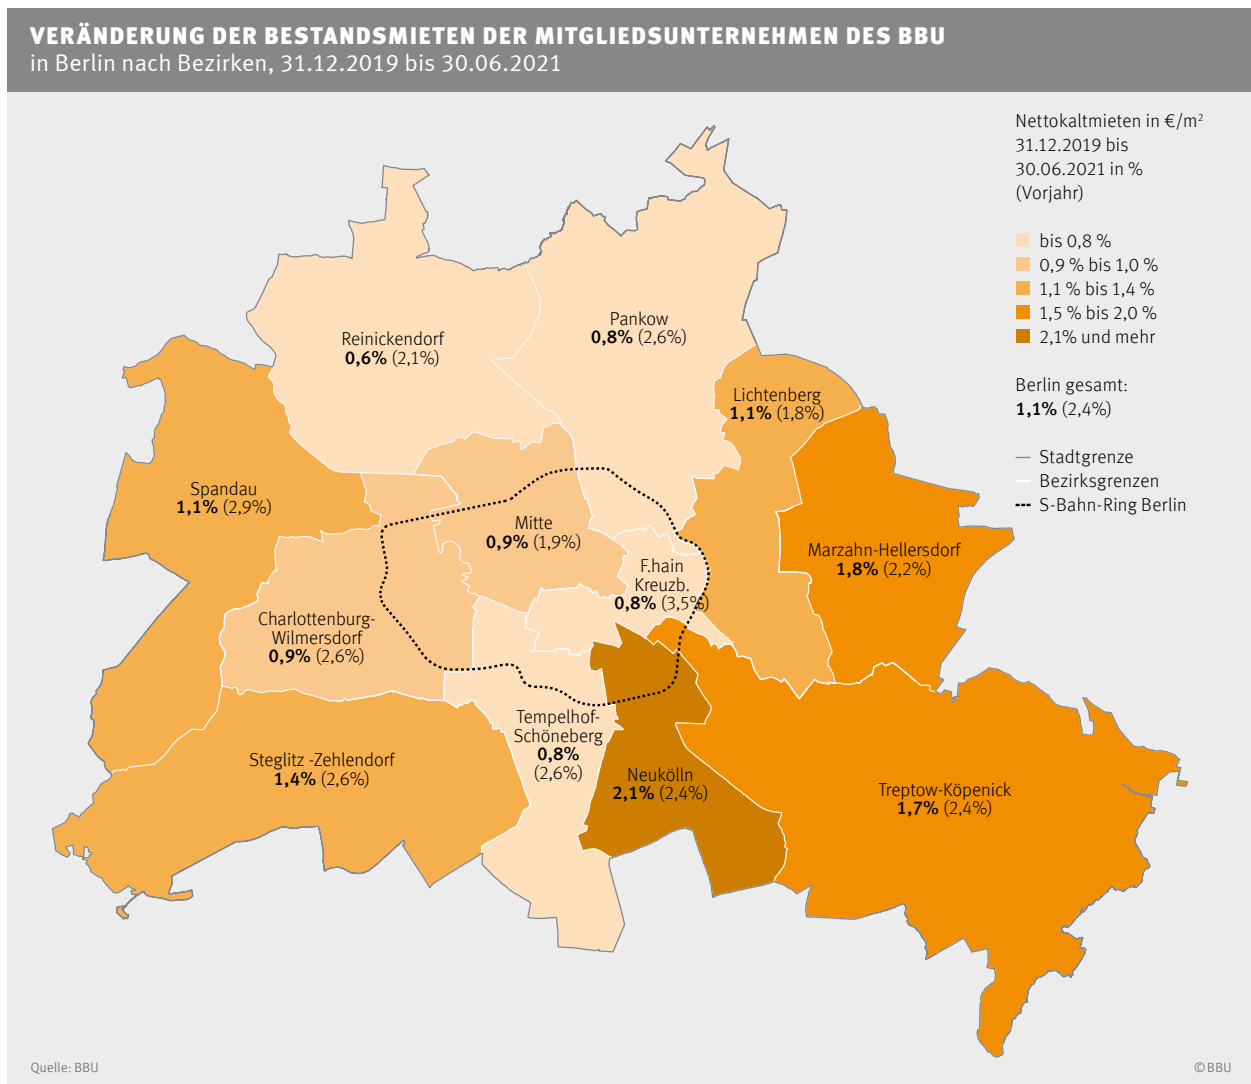 VERÄNDERUNG DER BESTANDSMIETEN DER MITGLIEDSUNTERNEHMEN DES BBU
in Berlin nach Bezirken, 31.12.2019 bis 30.06.2021
Nettokaltmieten in €/m²
31.12.2019 bis
30.06.2021 in %
(Vorjahr)
bis 0,8 %
0,9 % bis 1,0 %
1,1 % bis 1,4 %
1,5 % bis 2,0 %
2,1% und mehr
Berlin gesamt:
1,1% (2,4%)
Stadtgrenze
Bezirksgrenzen
S-Bahn-Ring Berlin
Pankow
0,8% (2,6%)
Reinickendorf
0,6% (2,1%)
Lichtenberg
1,1% (1,8%)
Spandau
1,1% (2,9%)
Mitte
0,9% (1,9%)
Marzahn-Hellersdorf
1,8% (2,2%)
F.hain
Kreuzb.
0,8% (3,5%)
Charlottenburg-
Wilmersdorf
0,9% (2,6%)
Tempelhof-
Schöneberg
0,8%
(2,6%)
Steglitz -Zehlendorf
1,4% (2,6%)
Neukölln
2,1% (2,4%)
Treptow-Köpenick
1,7% (2,4%)
Quelle: BBU
© BBU